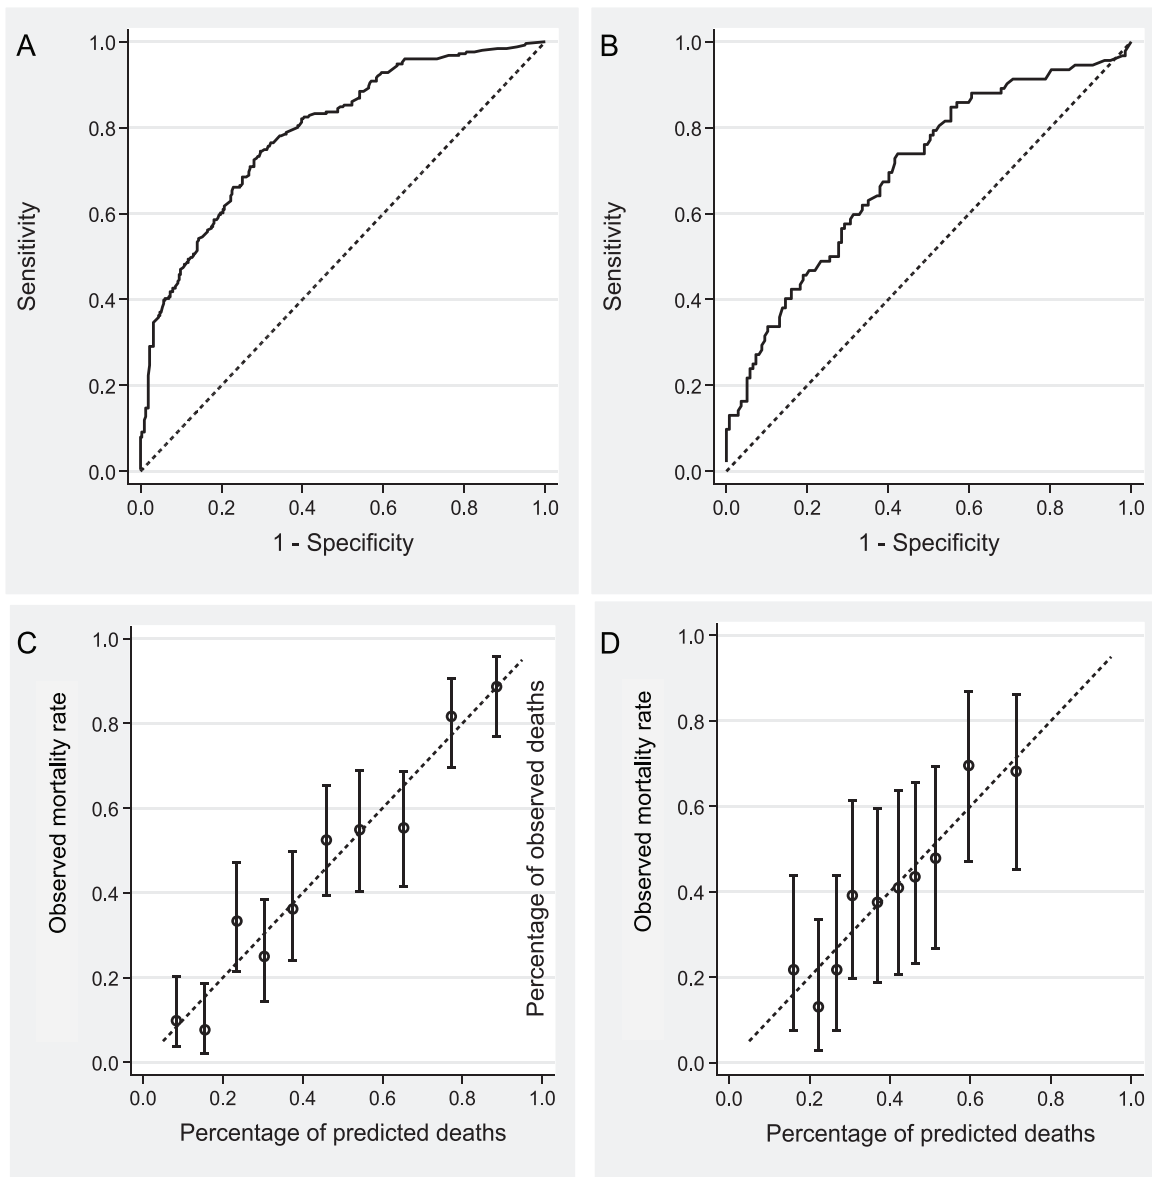 A
1.0
0.8
0.6
0.4
0.2
0.0
Sensitivity
0.0 0.2 0.4 0.6 0.8 1.0
1 - Specificity
B
1.0
0.8
0.6
0.4
0.2
0.0
Sensitivity
0.0 0.2 0.4 0.6 0.8 1.0
1 - Specificity
C
1.0
0.8
0.6
0.4
0.2
0.0
Observed mortality rate
Percentage of observed deaths
0.0 0.2 0.4 0.6 0.8 1.0
Percentage of predicted deaths
D
1.0
0.8
0.6
0.4
0.2
0.0
Observed mortality rate
0.0 0.2 0.4 0.6 0.8 1.0
Percentage of predicted deaths